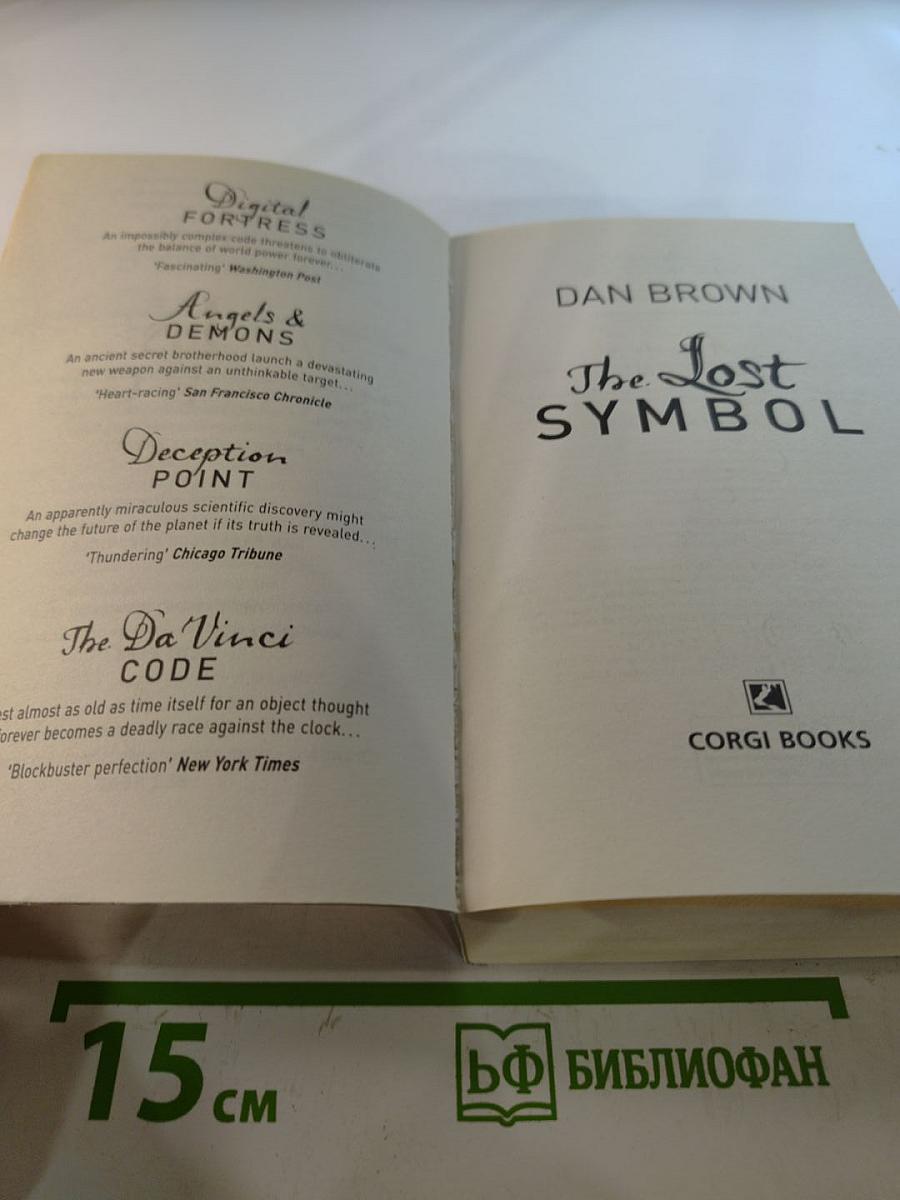 Digital
FORTRESS
An impossibly complex code threatens to obliterate
the balance of world power forever...
'Fascinating' Washington Post
Angels &
DEMONS
An ancient secret brotherhood launch a devastating
new weapon against an unthinkable target...
'Heart-racing' San Francisco Chronicle
Deception
POINT
An apparently miraculous scientific discovery might
change the future of the planet if its truth is revealed...
'Thundering' Chicago Tribune
The Da Vinci
CODE
almost as old as time itself for an object thought
forever becomes a deadly race against the clock...
'Blockbuster perfection' New York Times
DAN BROWN
The Lost
SYMBOL
CORGI BOOKS
15 см
БФ БИБЛИОФАН